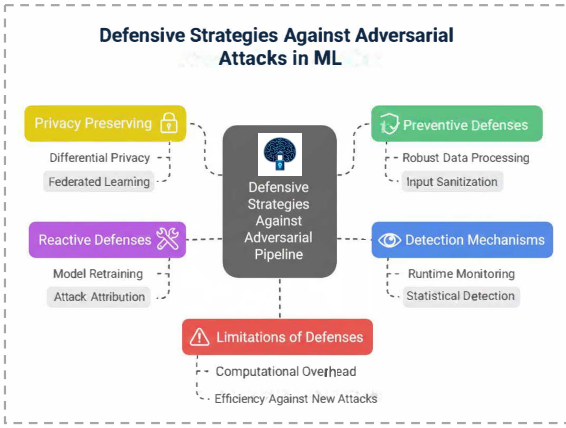 Defensive Strategies Against Adversarial
Attacks in ML
Privacy Preserving
Differential Privacy
Federated Learning
Reactive Defenses
Model Retraining
Attack Attribution
Defensive
Strategies
Against
Adversarial
Pipeline
Preventive Defenses
Robust Data Processing
Input Sanitization
Detection Mechanisms
Runtime Monitoring
Statistical Detection
Limitations of Defenses
Computational Overhead
Efficiency Against New Attacks